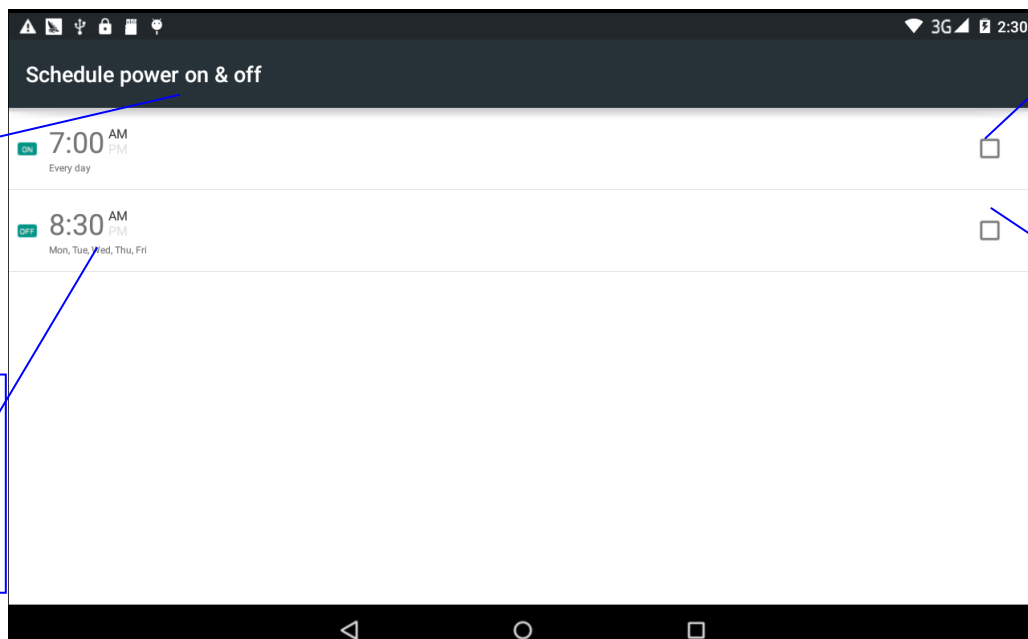 3G 2:30
Schedule power on & off
ON 7:00 AM PM
Every day
OFF 8:30 AM PM
Mon, Tue, Wed, Thu, Fri